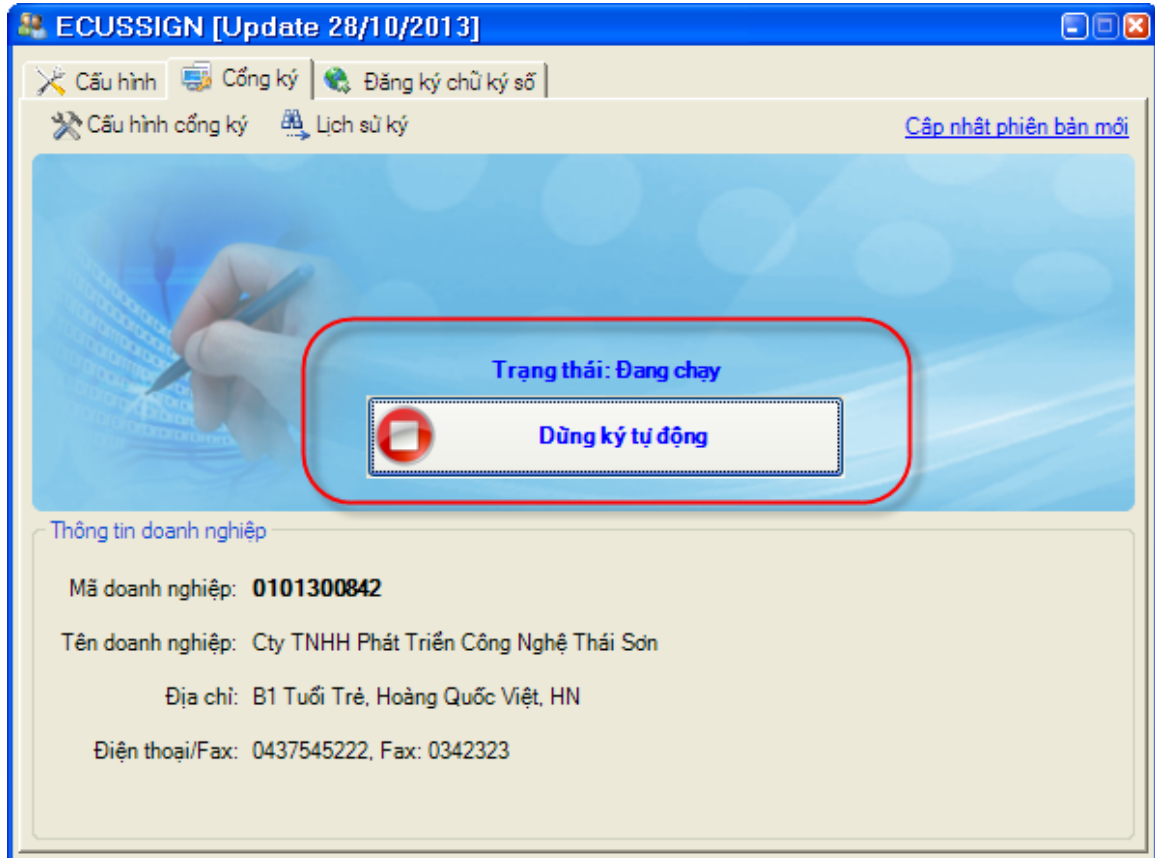 ECUSSIGN [Update 28/10/2013]
Cấu hình Cổng ký Đăng ký chữ ký số
Cấu hình cổng ký Lịch sử ký Cập nhật phiên bản mới
Trạng thái: Đang chạy
Dừng ký tự động
Thông tin doanh nghiệp
Mã doanh nghiệp: 0101300842
Tên doanh nghiệp: Cty TNHH Phát Triển Công Nghệ Thái Sơn
Địa chỉ: B1 Tuổi Trẻ, Hoàng Quốc Việt, HN
Điện thoại/Fax: 0437545222, Fax: 0342323